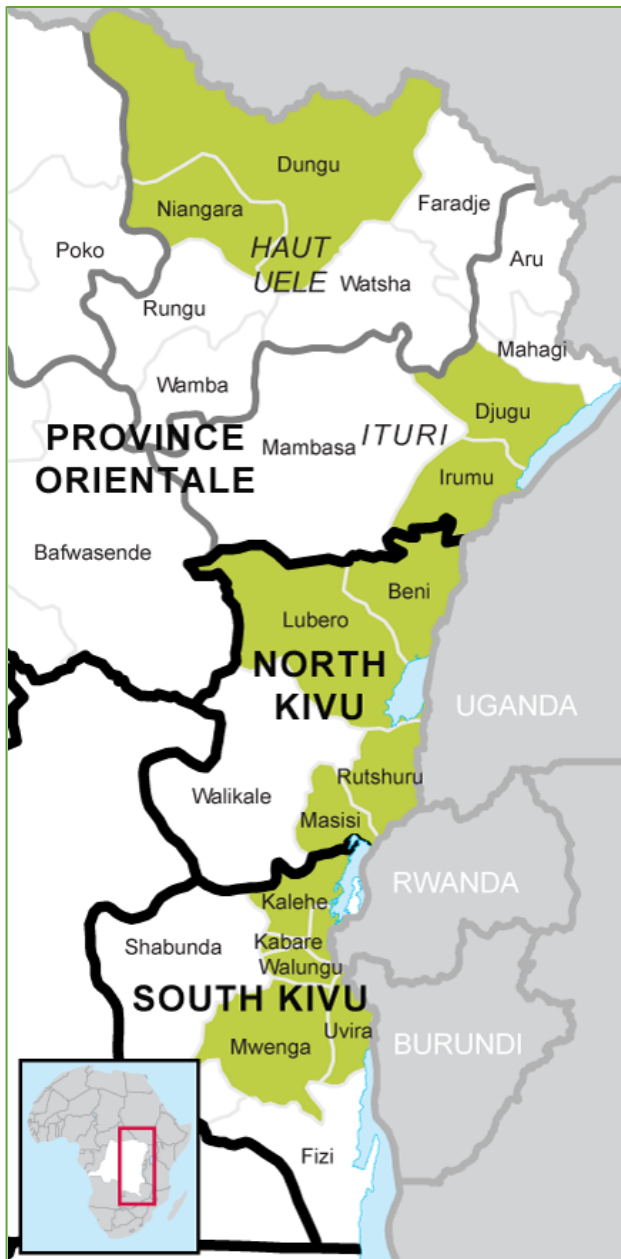 Dungu
Niangara
Faradje
HAUT
UELE
Poko
Aru
Watsha
Rungu
Mahagi
Wamba
Djugu
PROVINCE
ORIENTALE
Mambasa
ITURI
Irumu
Bafwasende
Beni
Lubero
NORTH
KIVU
UGANDA
Rutshuru
Walikale
Masisi
RWANDA
Kalehe
Shabunda
Kabare
Walungu
SOUTH KIVU
Uvira
Mwenga
BURUNDI
Fizi